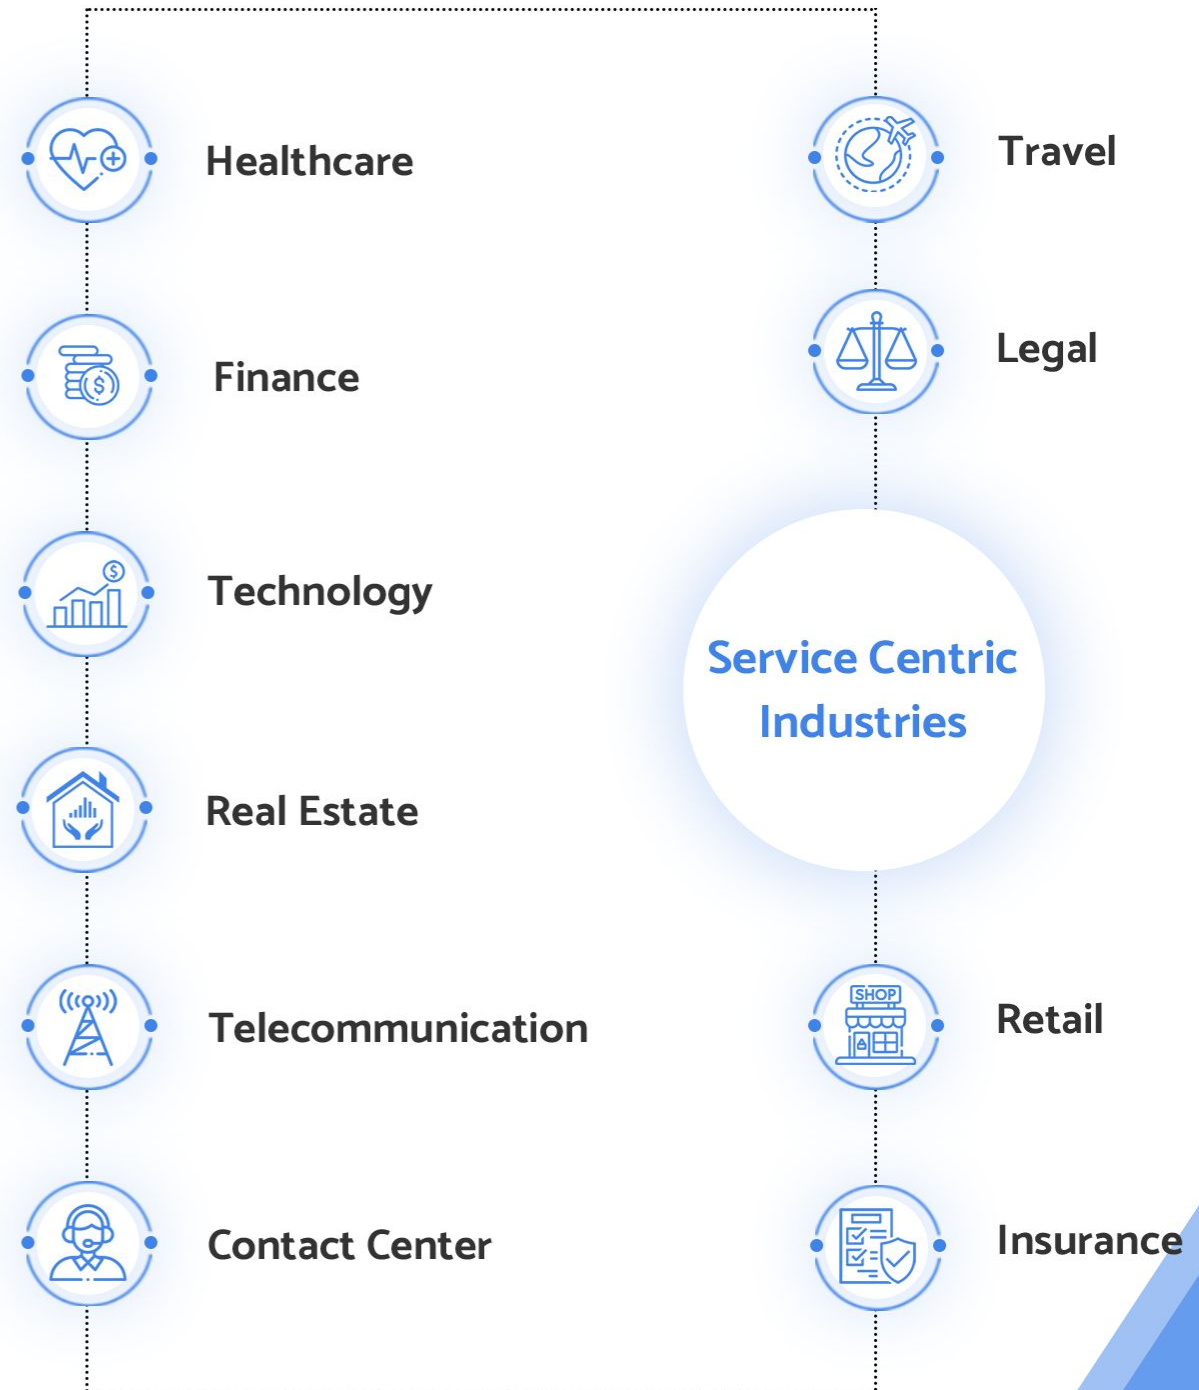 Healthcare
Finance
$
Technology
$
Real Estate
Telecommunication
Contact Center
Travel
Legal
Service Centric
Industries
SHOP
Retail
Insurance